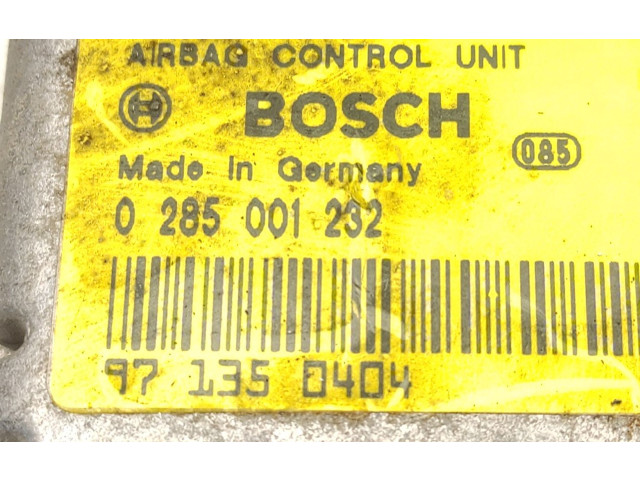 AIRBAG CONTROL UNIT
BOSCH
085
Made in Germany
0 285 001 232
97 135 0404